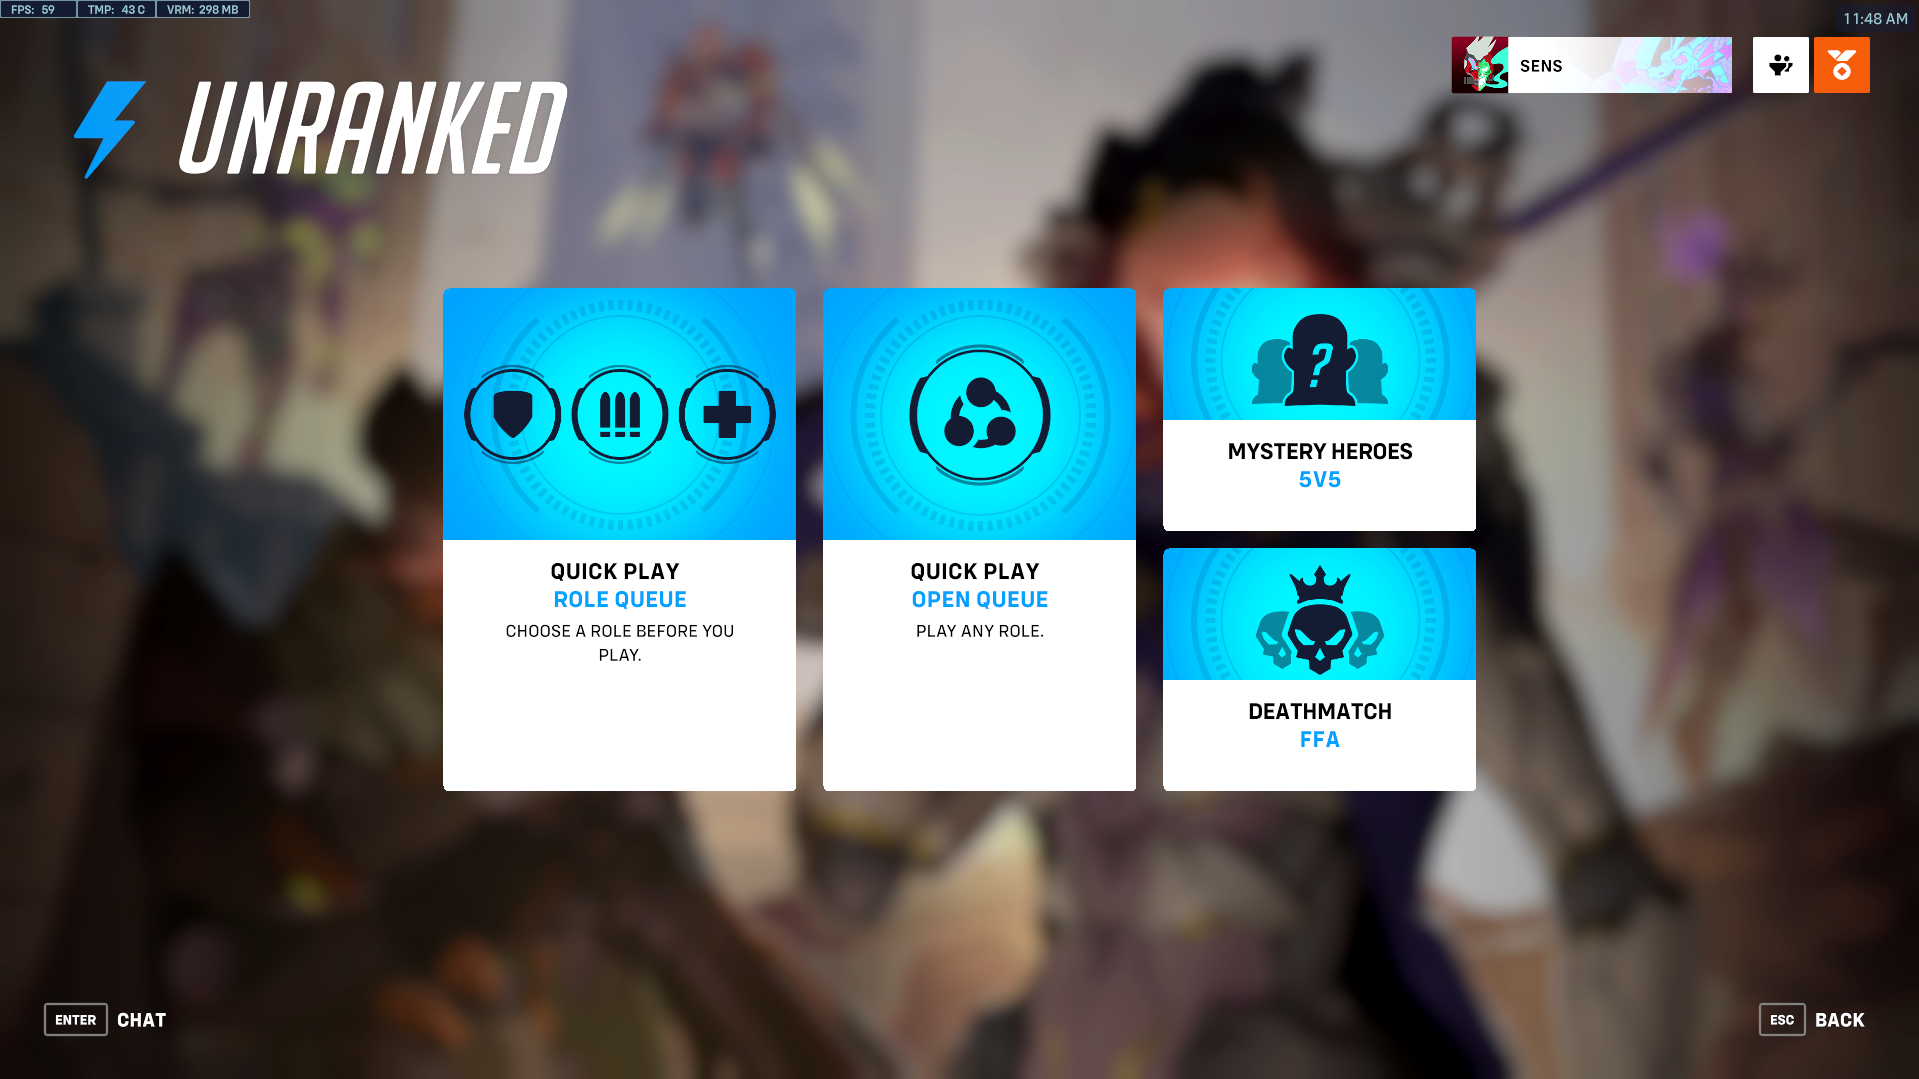 FPS: 59 TMP: 43 C VRM: 298 MB
11:48 AM
SENS
UNRANKED
QUICK PLAY
ROLE QUEUE
CHOOSE A ROLE BEFORE YOU
PLAY.
QUICK PLAY
OPEN QUEUE
PLAY ANY ROLE.
?
MYSTERY HEROES
5V5
DEATHMATCH
FFA
ENTER CHAT
ESC BACK